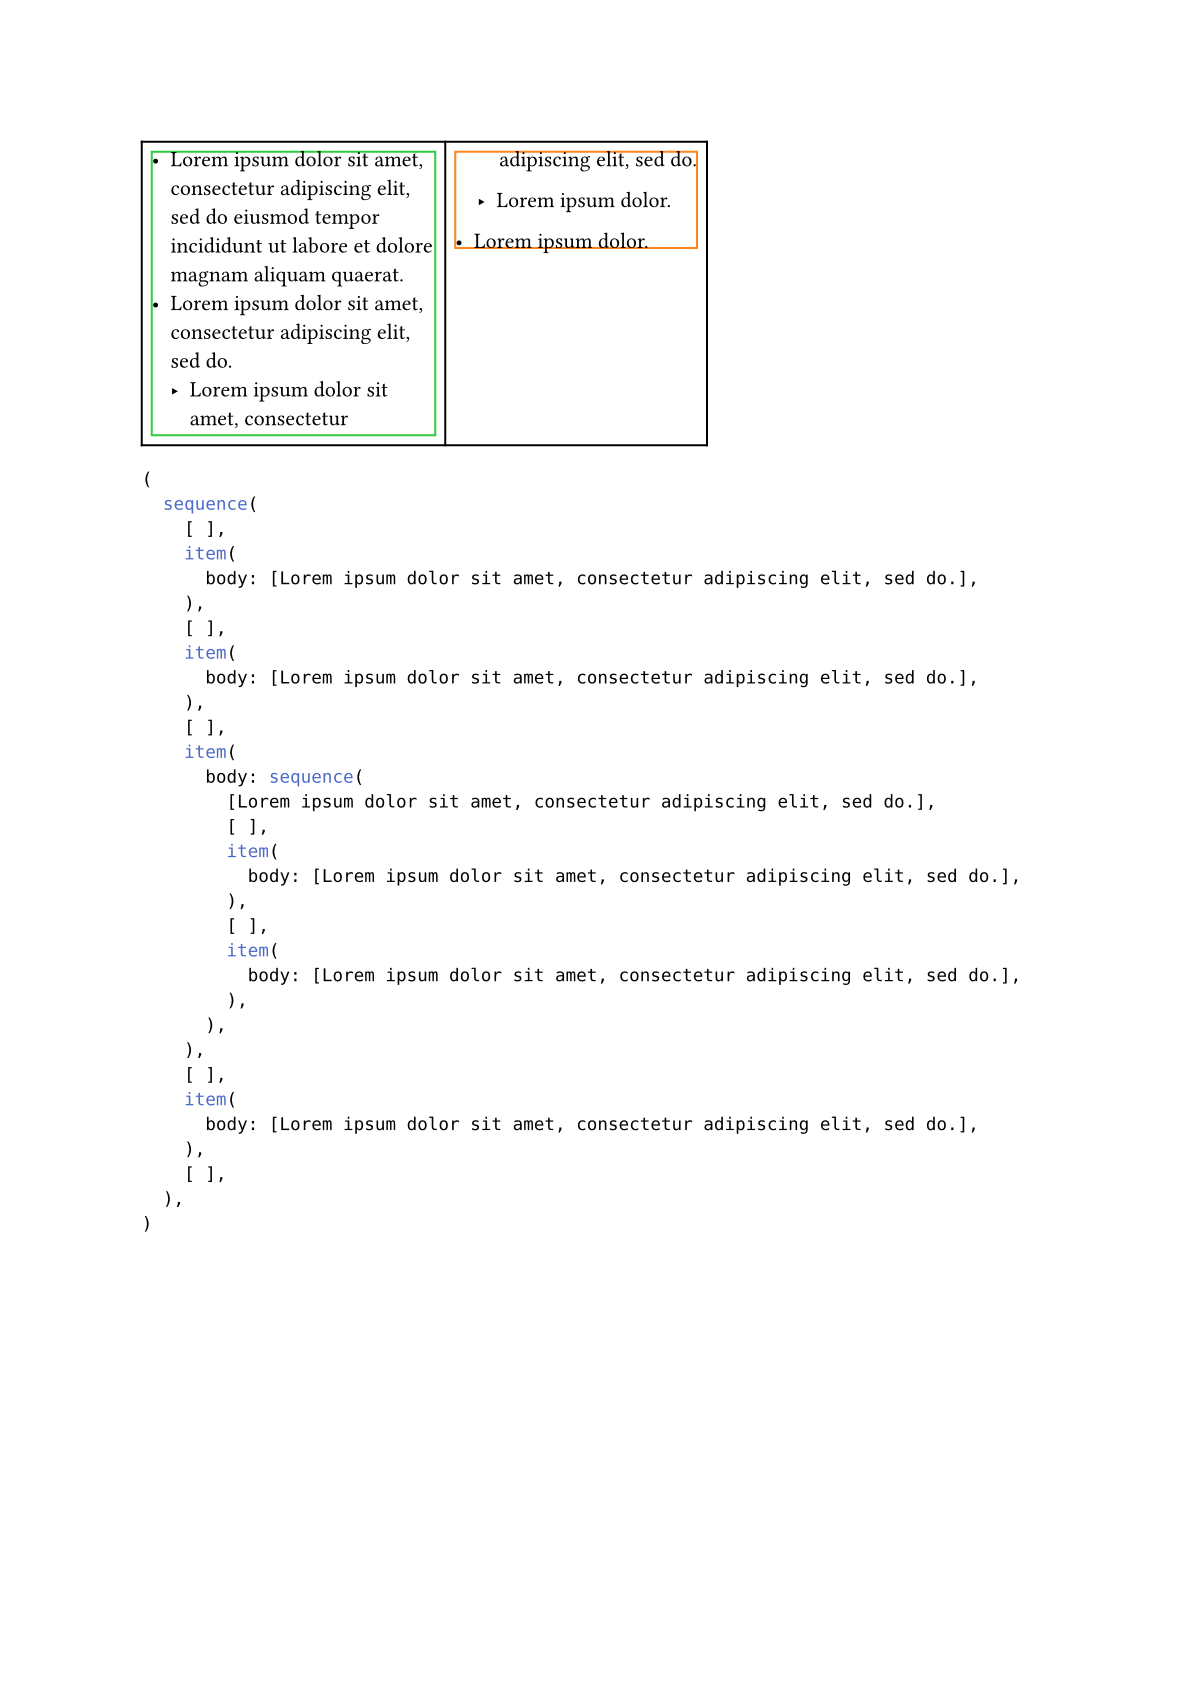 • Lorem ipsum dolor sit amet,
consectetur adipiscing elit,
sed do eiusmod tempor
incididunt ut labore et dolore
magnam aliquam quaerat.
• Lorem ipsum dolor sit amet,
consectetur adipiscing elit,
sed do.
‣ Lorem ipsum dolor sit
amet, consectetur
adipiscing elit, sed do.
‣ Lorem ipsum dolor.
• Lorem ipsum dolor.
(
  sequence(
    [ ],
    item(
      body: [Lorem ipsum dolor sit amet, consectetur adipiscing elit, sed do.],
    ),
    [ ],
    item(
      body: [Lorem ipsum dolor sit amet, consectetur adipiscing elit, sed do.],
    ),
    [ ],
    item(
      body: sequence(
        [Lorem ipsum dolor sit amet, consectetur adipiscing elit, sed do.],
        [ ],
        item(
          body: [Lorem ipsum dolor sit amet, consectetur adipiscing elit, sed do.],
        ),
        [ ],
        item(
          body: [Lorem ipsum dolor sit amet, consectetur adipiscing elit, sed do.],
        ),
      ),
    ),
    [ ],
    item(
      body: [Lorem ipsum dolor sit amet, consectetur adipiscing elit, sed do.],
    ),
    [ ],
  ),
)